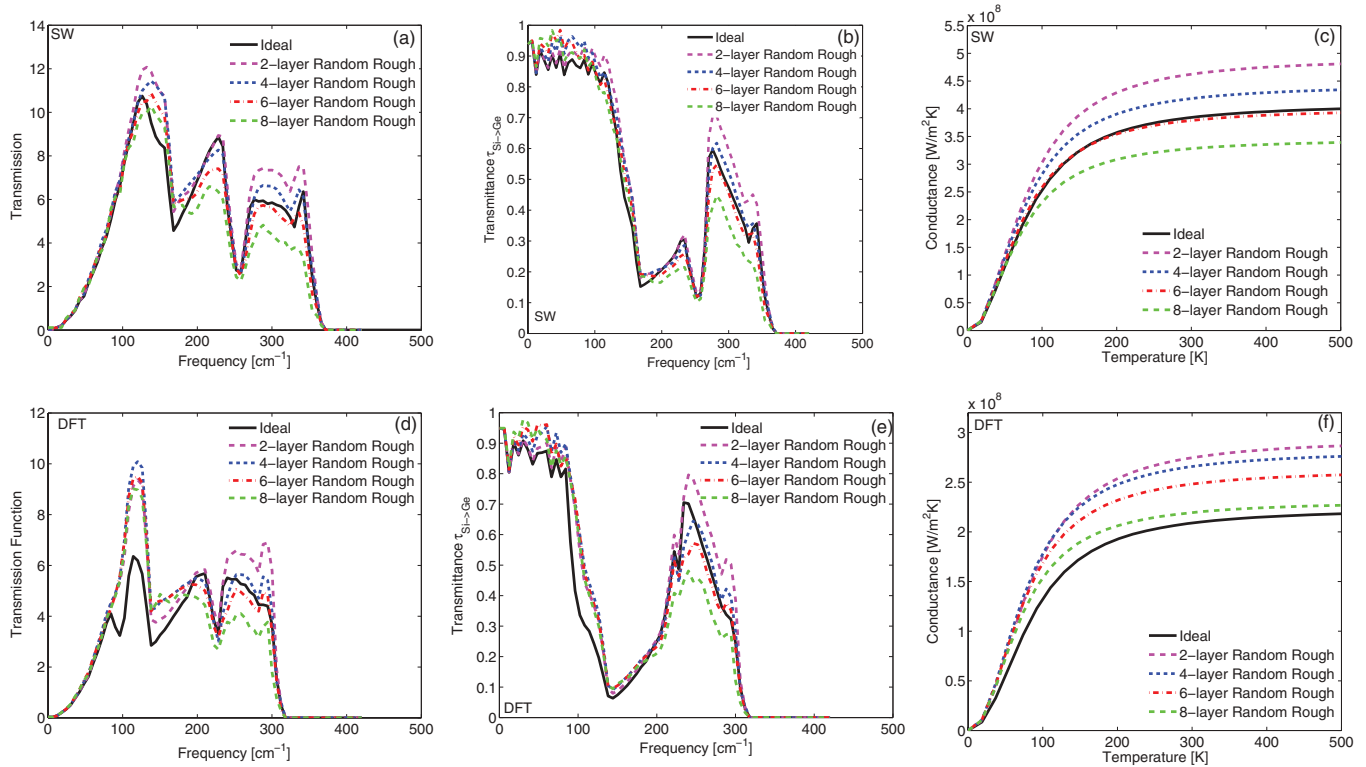 SW
(a)
Ideal
2−layer Random Rough
4−layer Random Rough
6−layer Random Rough
8−layer Random Rough
Transmission
14
12
10
8
6
4
2
0
0 100 200 300 400 500
Frequency [cm−1]
(b)
Ideal
2−layer Random Rough
4−layer Random Rough
6−layer Random Rough
8−layer Random Rough
Transmittance τSi−>Ge
1
0.9
0.8
0.7
0.6
0.5
0.4
0.3
0.2
0.1
0
SW
0 100 200 300 400 500
Frequency [cm−1]
x 10^8
SW
(c)
Conductance [W/m2K]
5.5
5
4.5
4
3.5
3
2.5
2
1.5
1
0.5
0
Ideal
2−layer Random Rough
4−layer Random Rough
6−layer Random Rough
8−layer Random Rough
0 100 200 300 400 500
Temperature [K]
DFT
(d)
Ideal
2−layer Random Rough
4−layer Random Rough
6−layer Random Rough
8−layer Random Rough
Transmission Function
12
10
8
6
4
2
0
0 100 200 300 400 500
Frequency [cm−1]
(e)
Ideal
2−layer Random Rough
4−layer Random Rough
6−layer Random Rough
8−layer Random Rough
Transmittance τSi−>Ge
1
0.9
0.8
0.7
0.6
0.5
0.4
0.3
0.2
0.1
0
DFT
0 100 200 300 400 500
Frequency [cm−1]
x 10^8
DFT
(f)
Conductance [W/m2K]
3
2.5
2
1.5
1
0.5
0
Ideal
2−layer Random Rough
4−layer Random Rough
6−layer Random Rough
8−layer Random Rough
0 100 200 300 400 500
Temperature [K]